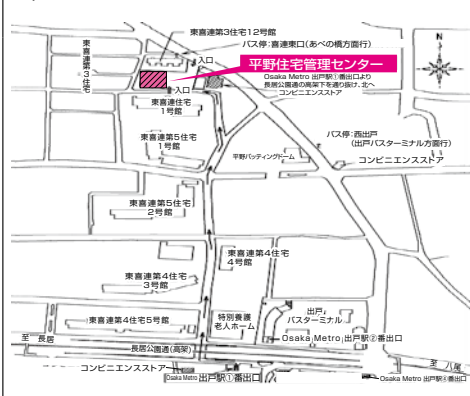 東喜連第3住宅12号館
バス停:喜連東口(あべの橋方面行)
N
東喜連第3住宅
入口
平野住宅管理センター
Osaka Metro 出戸駅①番出口より
長居公園通の高架下を通り抜け、北へ
コンビニエンスストア
入口
東喜連住宅
1号館
東喜連第5住宅
1号館
バス停:西出戸
(出戸バスターミナル方面行)
平野バッティングドーム
コンビニエンスストア
東喜連第5住宅
2号館
東喜連第4住宅
4号館
東喜連第4住宅
3号館
東喜連第4住宅5号館
特別養護
老人ホーム
出戸
バスターミナル
至 長居
Osaka Metro 出戸駅②番出口
長居公園通(高架)
至 八尾
コンビニエンスストア
Osaka Metro 出戸駅①番出口
Osaka Metro 出戸駅④番出口